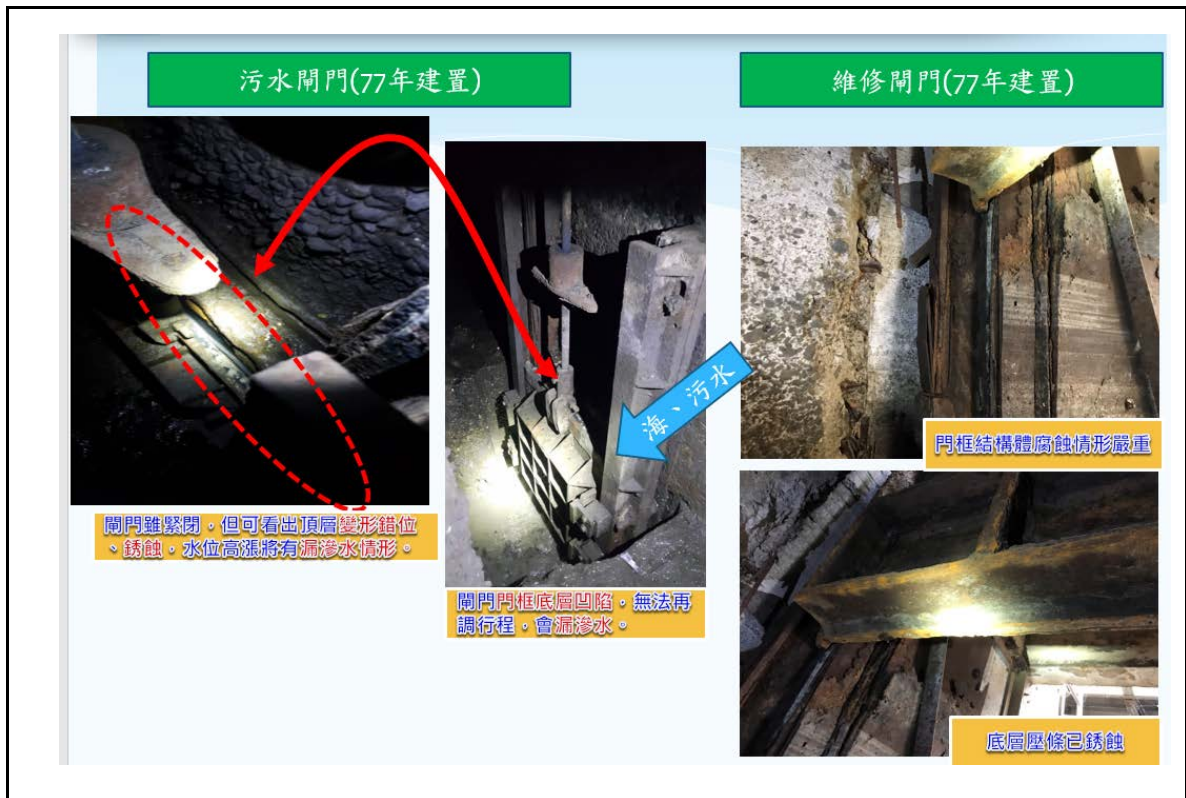 污水閘門(77年建置)
維修閘門(77年建置)
海、污水
閘門雖緊閉，但可看出頂層變形錯位
、銹蝕，水位高漲將有漏滲水情形。
閘門門框底層凹陷，無法再
調行程，會漏滲水。
門框結構體腐蝕情形嚴重
底層壓條已銹蝕